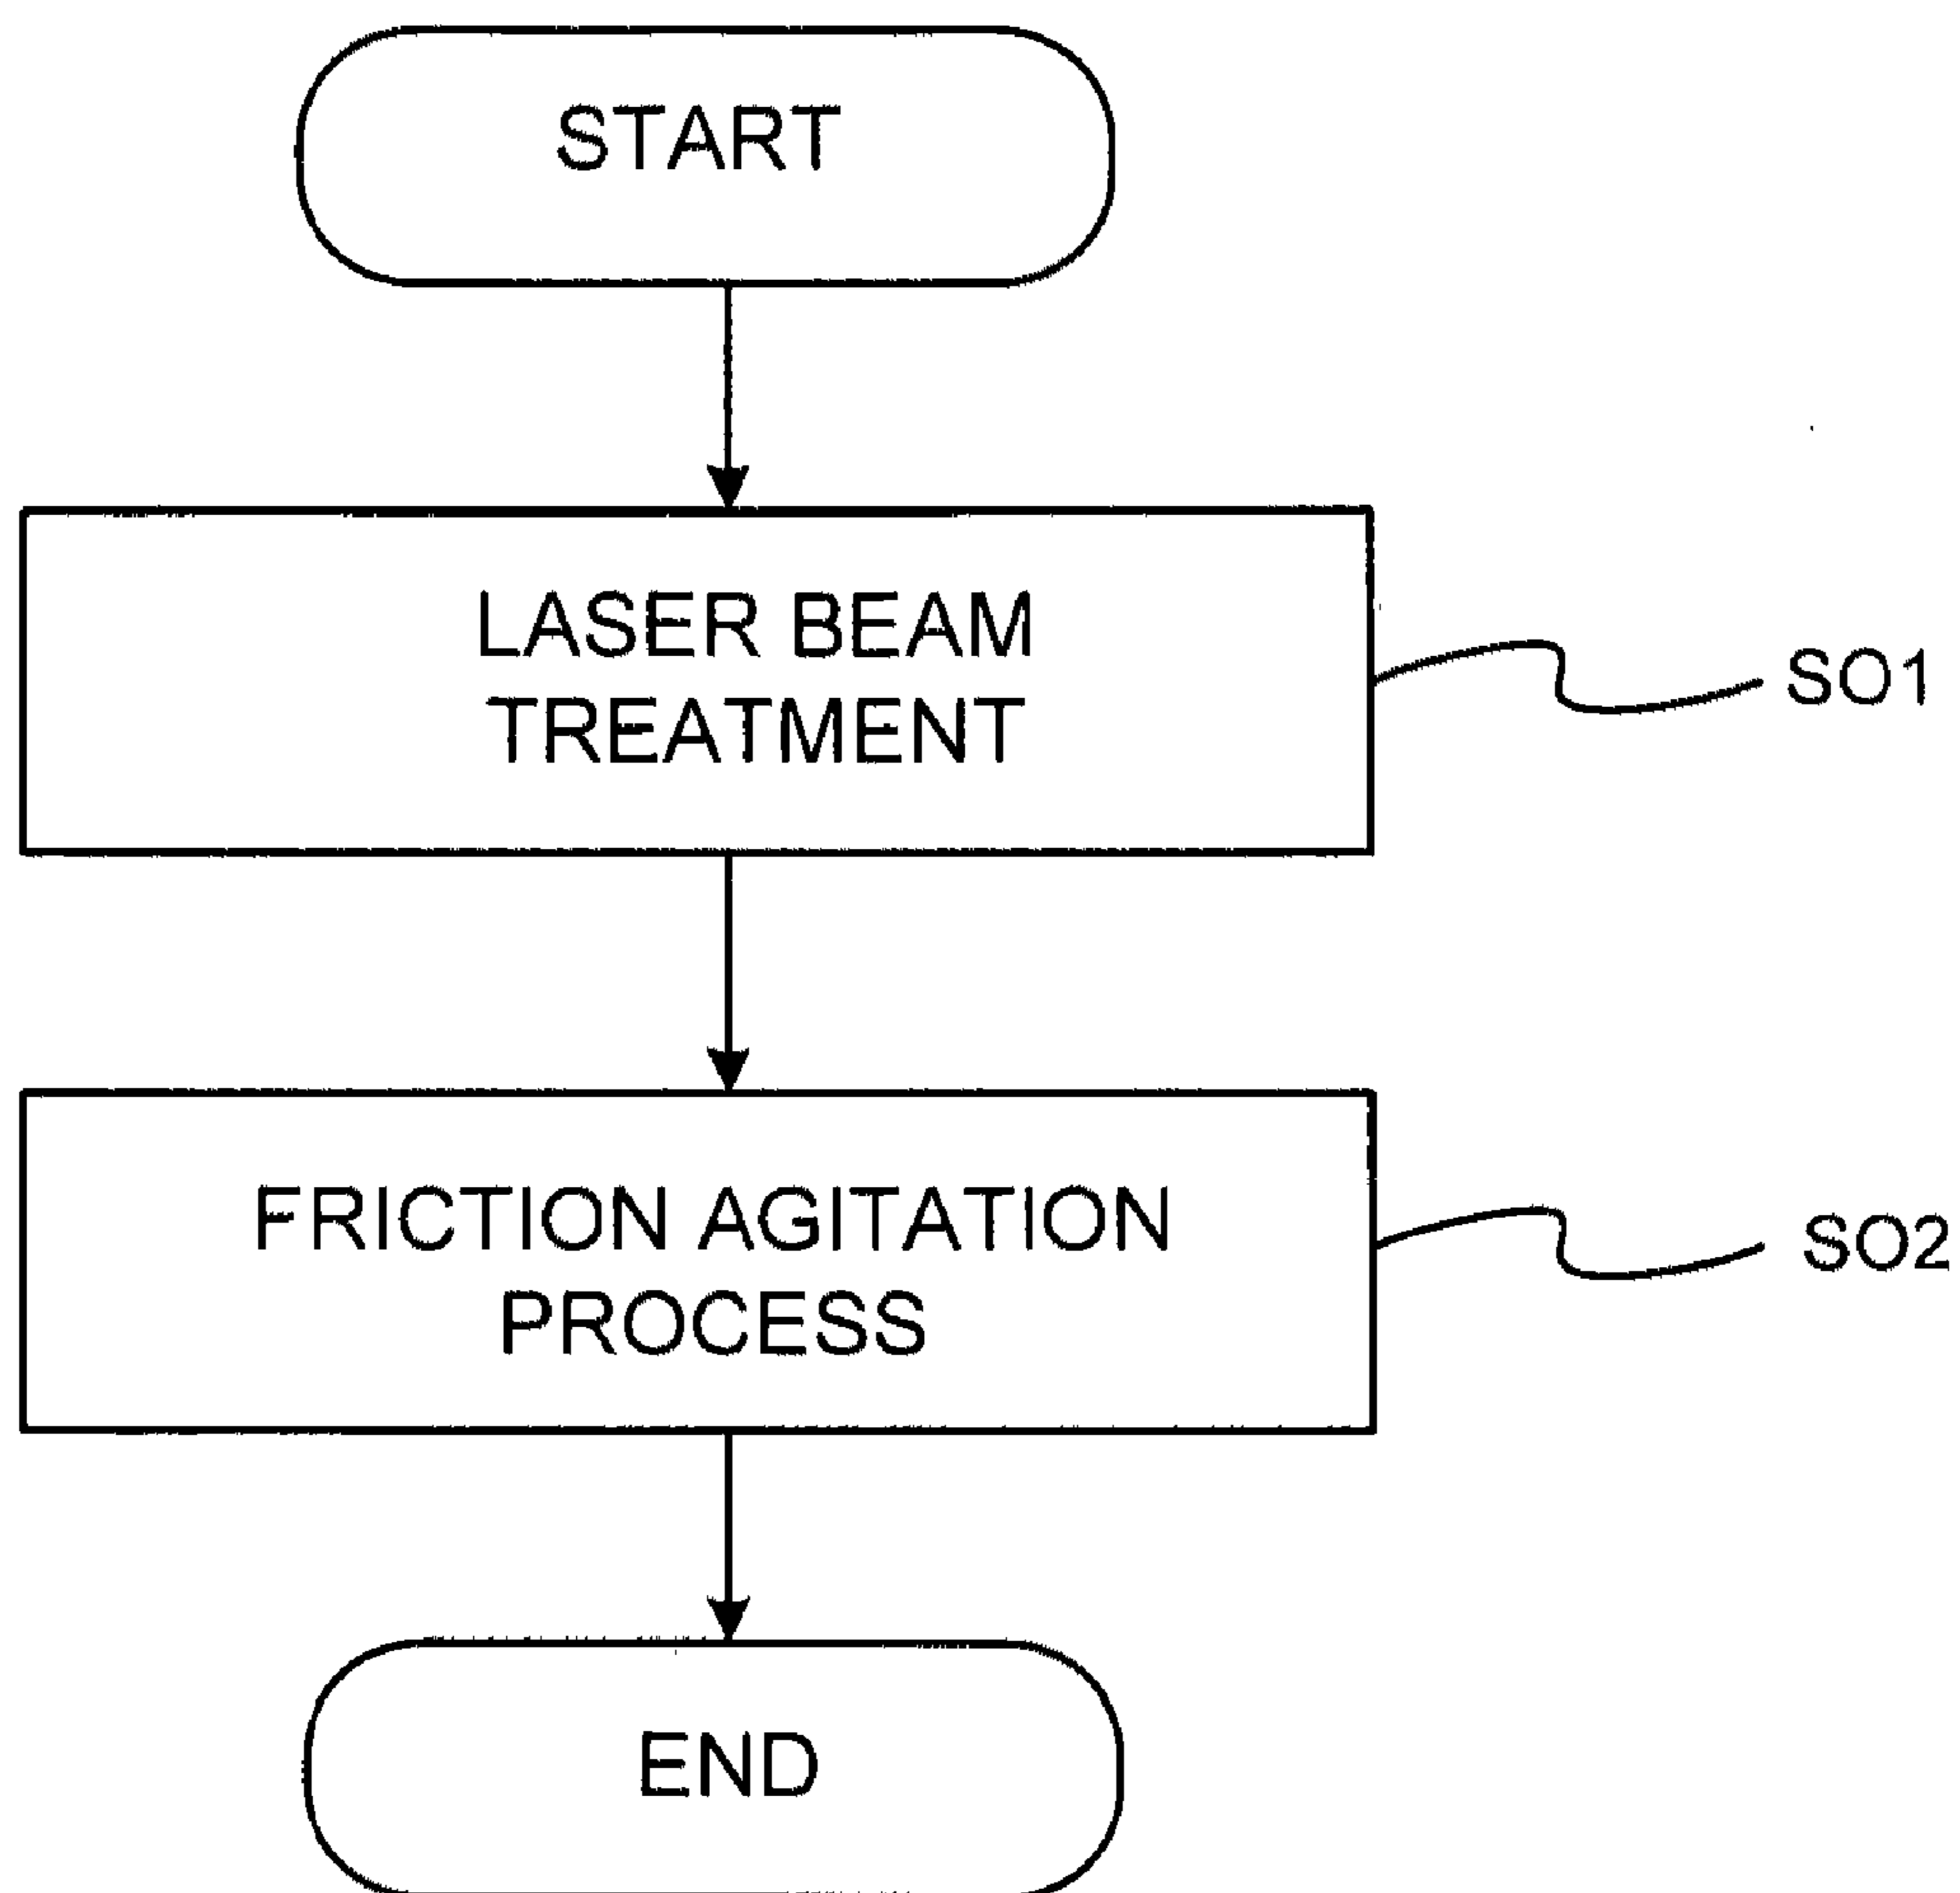 START
LASER BEAM
TREATMENT
SO1
FRICTION AGITATION
PROCESS
SO2
END